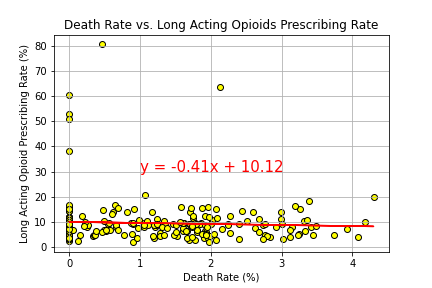 Death Rate vs. Long Acting Opioids Prescribing Rate
Long Acting Opioid Prescribing Rate (%)
80
70
60
50
40
30
20
10
0
y = -0.41x + 10.12
0 1 2 3 4
Death Rate (%)